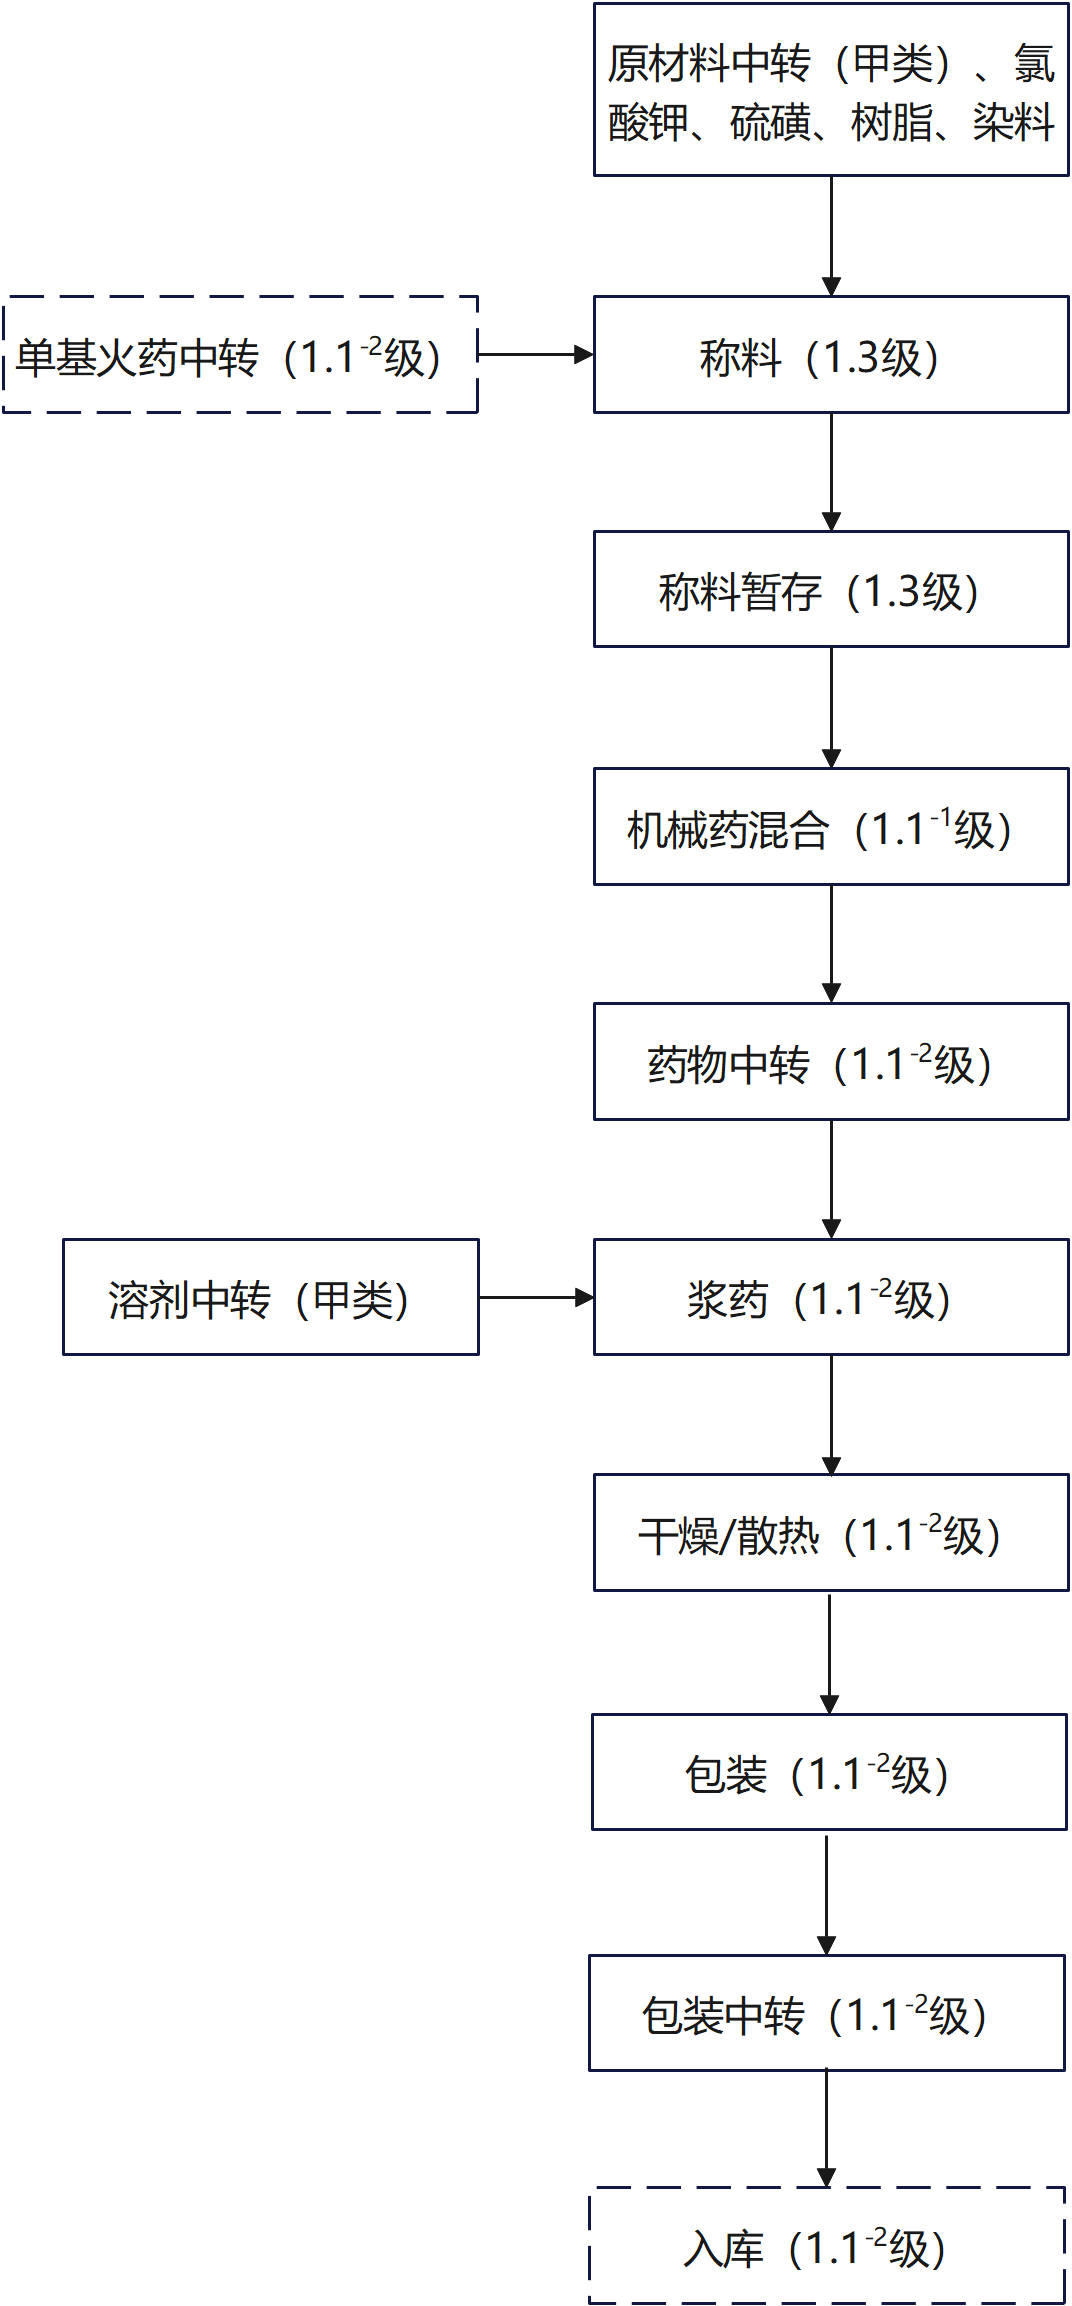 原材料中转（甲类）、氯
酸钾、硫磺、树脂、染料
单基火药中转（1.1⁻²级）
称料（1.3级）
称料暂存（1.3级）
机械药混合（1.1⁻¹级）
药物中转（1.1⁻²级）
溶剂中转（甲类）
浆药（1.1⁻²级）
干燥/散热（1.1⁻²级）
包装（1.1⁻²级）
包装中转（1.1⁻²级）
入库（1.1⁻²级）